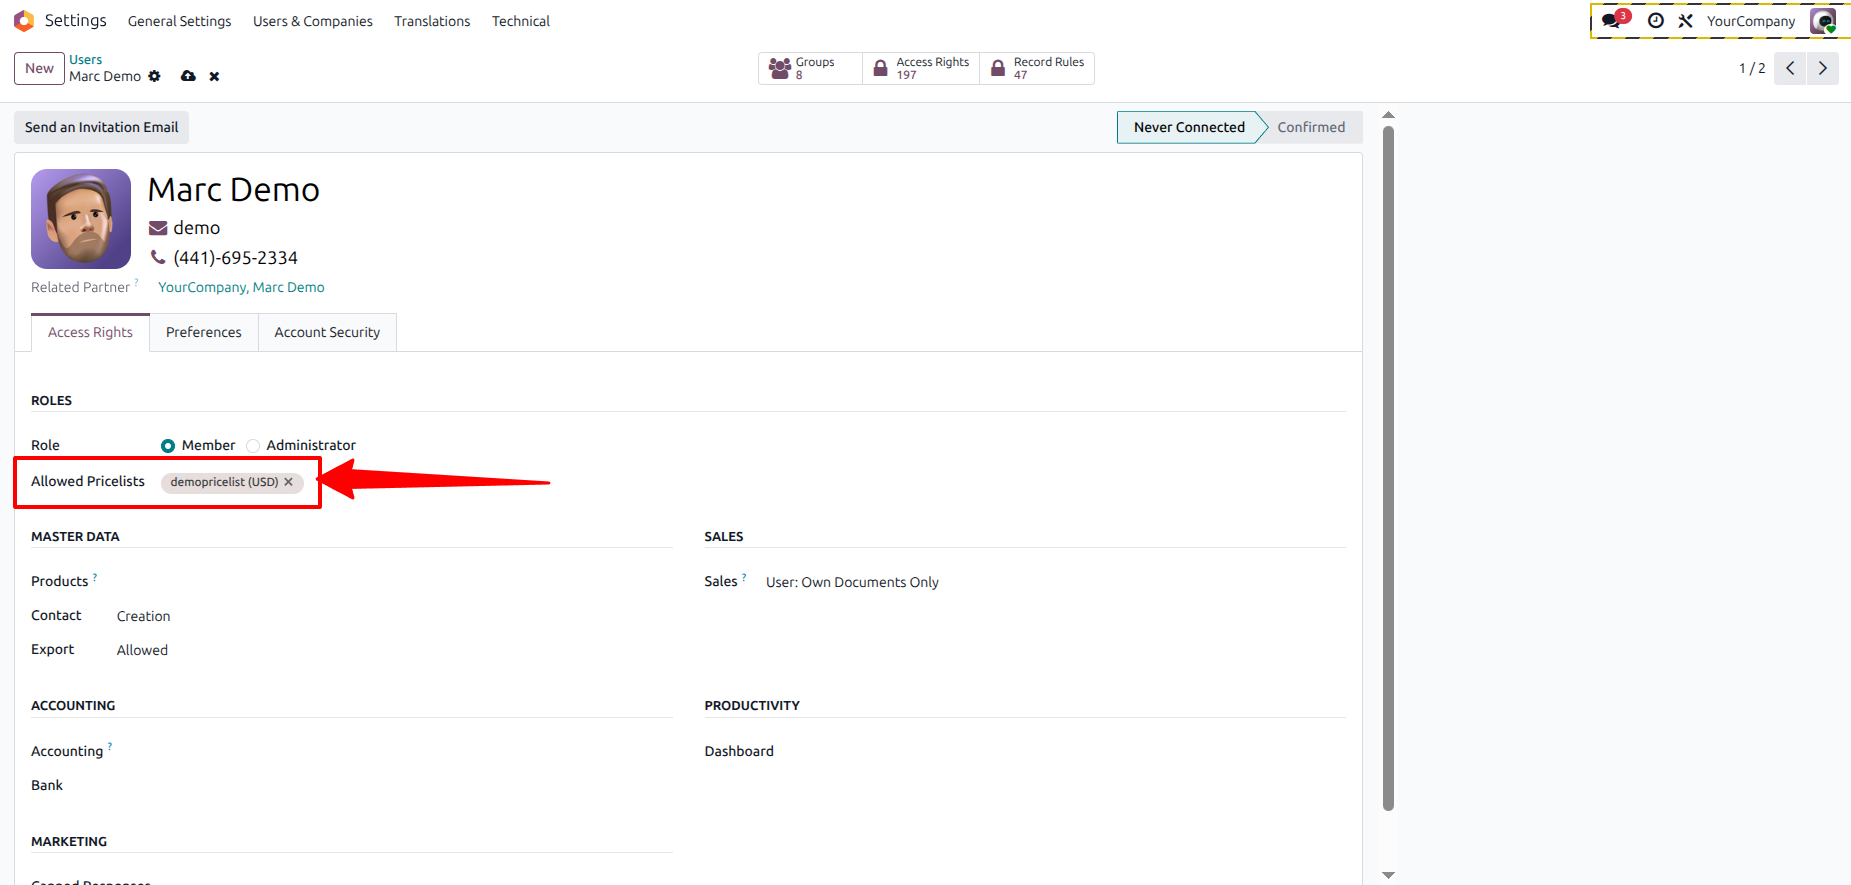 Settings General Settings Users & Companies Translations Technical 3 YourCompany
New Users
Marc Demo
Groups 8 Access Rights 197 Record Rules 47
1 / 2
Send an Invitation Email Never Connected Confirmed
Marc Demo
demo
(441)-695-2334
Related Partner ? YourCompany, Marc Demo
Access Rights Preferences Account Security
ROLES
Role Member Administrator
Allowed Pricelists demopricelist (USD) ×
MASTER DATA SALES
Products ? Sales ? User: Own Documents Only
Contact Creation
Export Allowed
ACCOUNTING PRODUCTIVITY
Accounting ? Dashboard
Bank
MARKETING